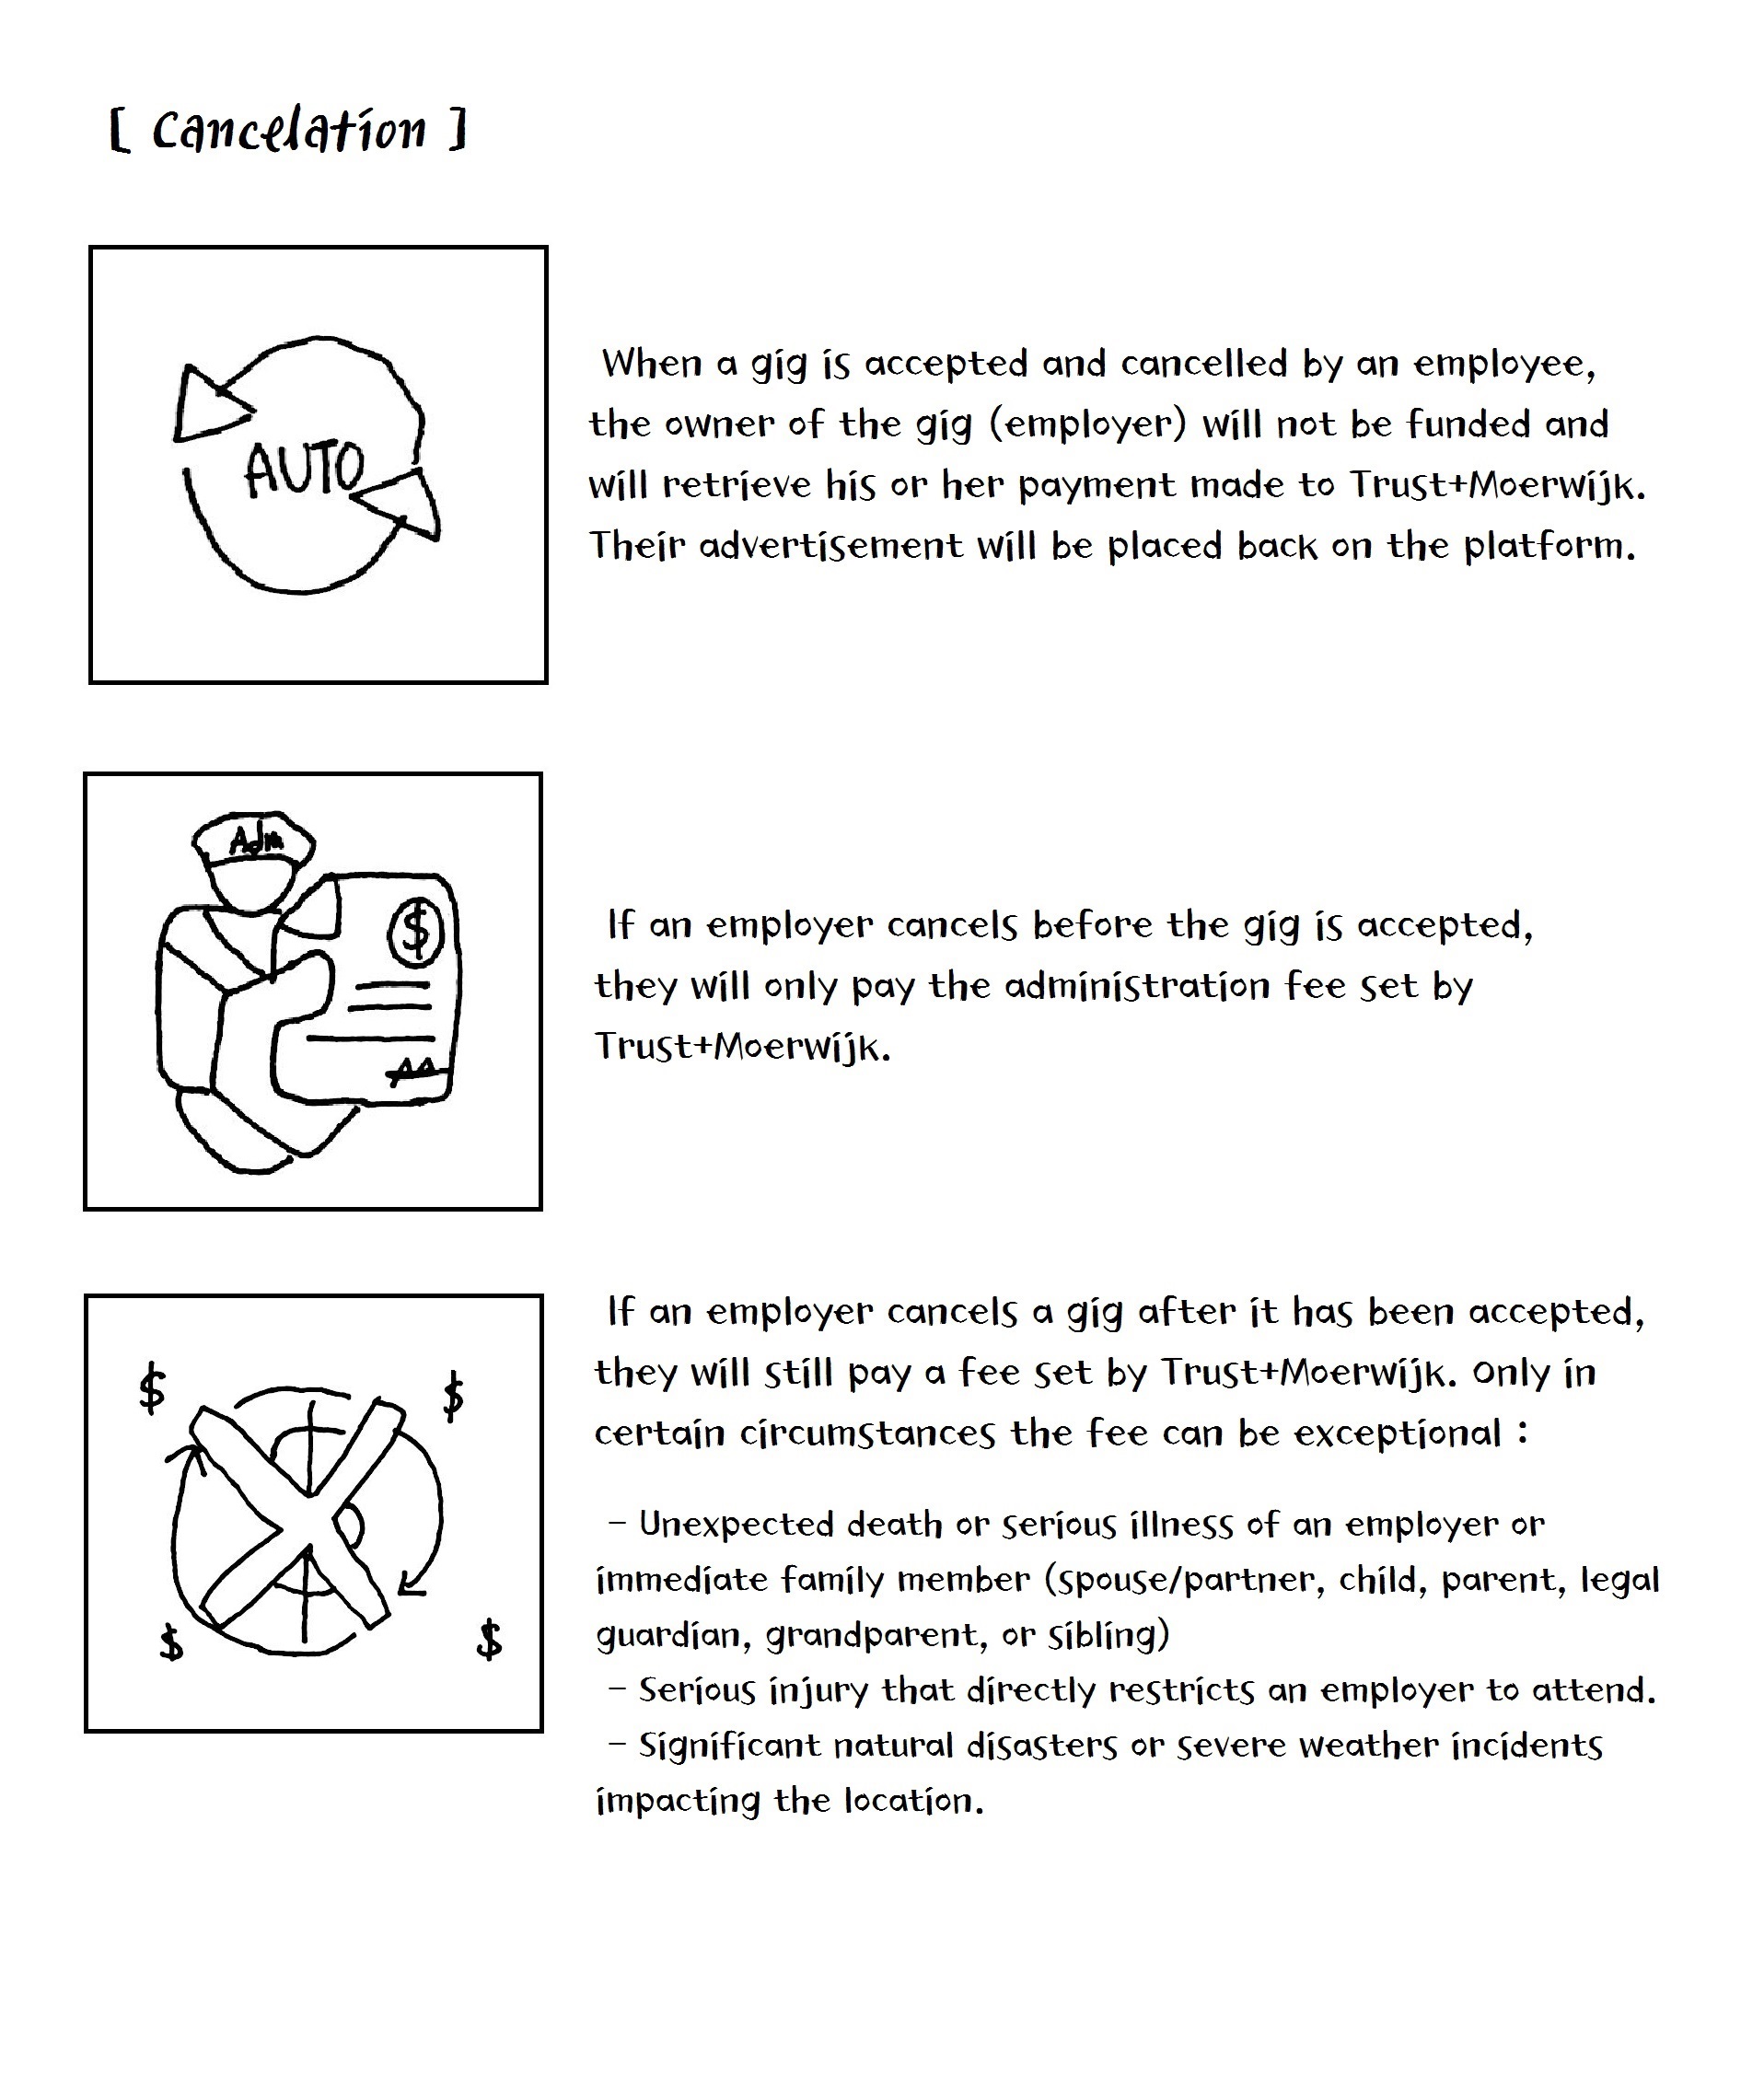 [ Cancelation ]
AUTO
When a gig is accepted and cancelled by an employee,
the owner of the gig (employer) will not be funded and
will retrieve his or her payment made to Trust+Moerwijk.
Their advertisement will be placed back on the platform.
Adm
$
If an employer cancels before the gig is accepted,
they will only pay the administration fee set by
Trust+Moerwijk.
$ $
$ $
If an employer cancels a gig after it has been accepted,
they will still pay a fee set by Trust+Moerwijk. Only in
certain circumstances the fee can be exceptional :
- Unexpected death or serious illness of an employer or
immediate family member (spouse/partner, child, parent, legal
guardian, grandparent, or sibling)
- Serious injury that directly restricts an employer to attend.
- Significant natural disasters or severe weather incidents
impacting the location.